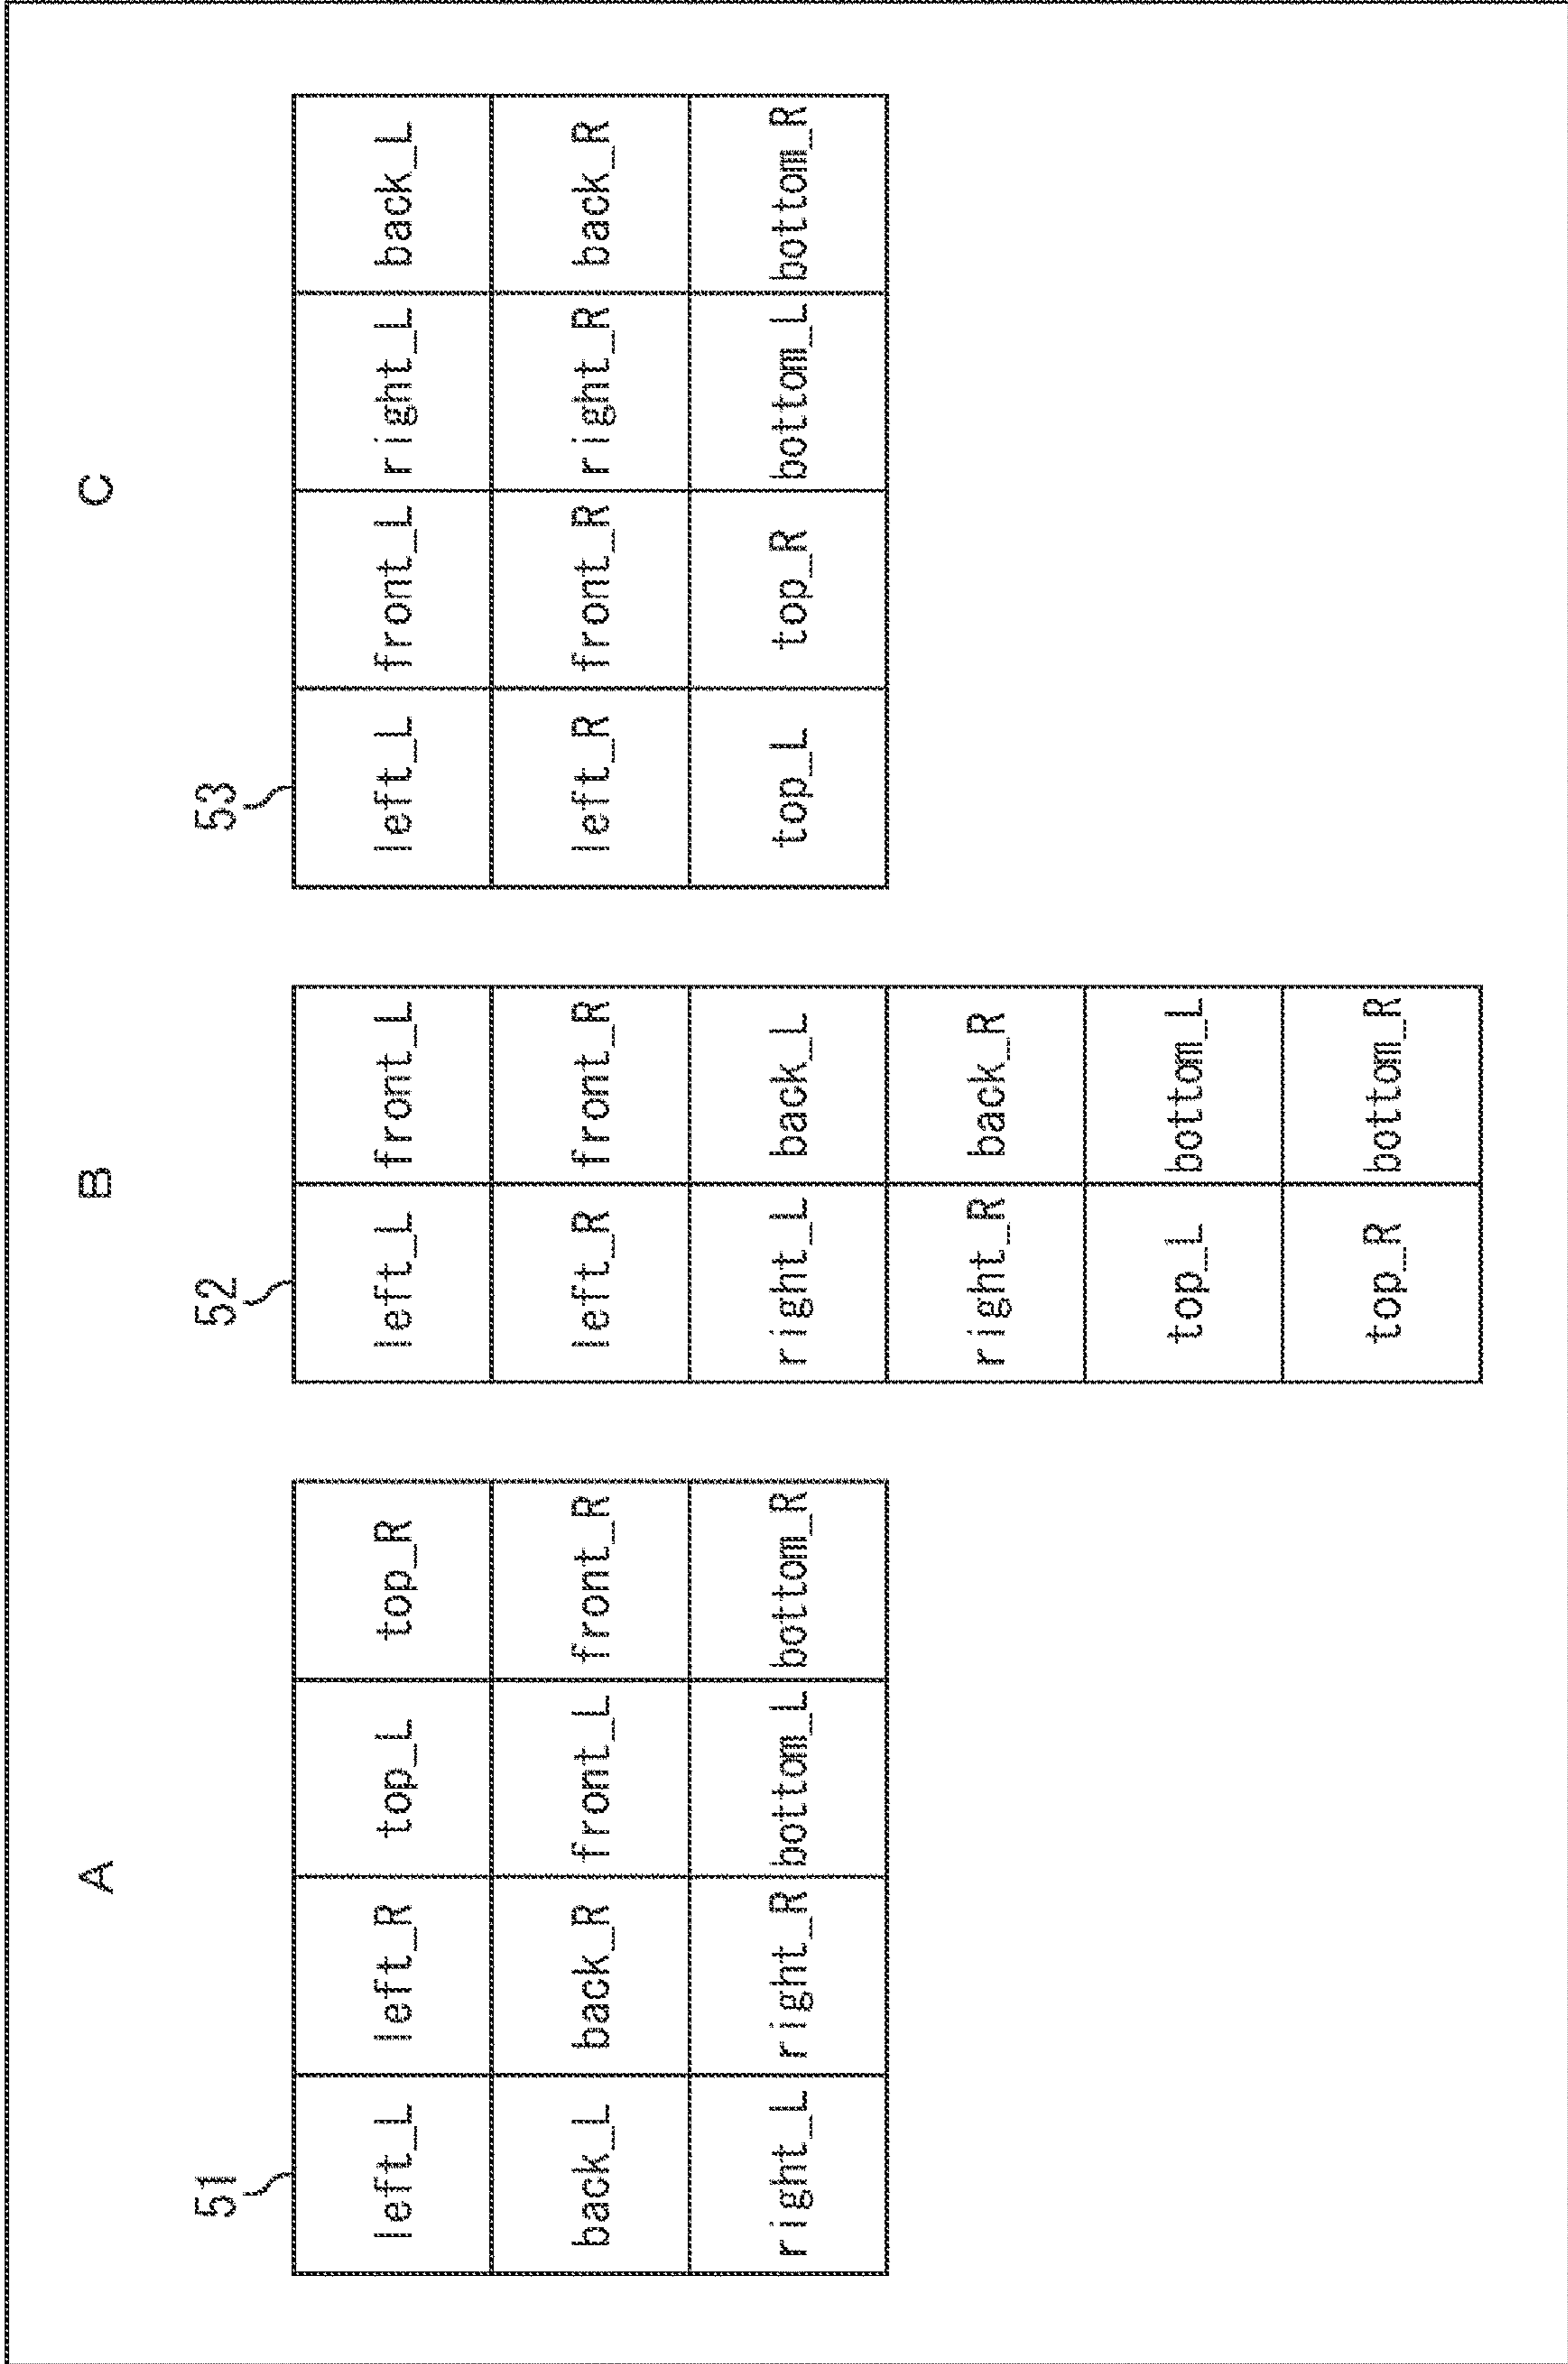 A
51
left_L left_R top_L top_R
back_L back_R front_L front_R
right_L right_R bottom_L bottom_R
B
52
left_L front_L
left_R front_R
right_L back_L
right_R back_R
top_L bottom_L
top_R bottom_R
C
53
left_L front_L right_L back_L
left_R front_R right_R back_R
top_L top_R bottom_L bottom_R